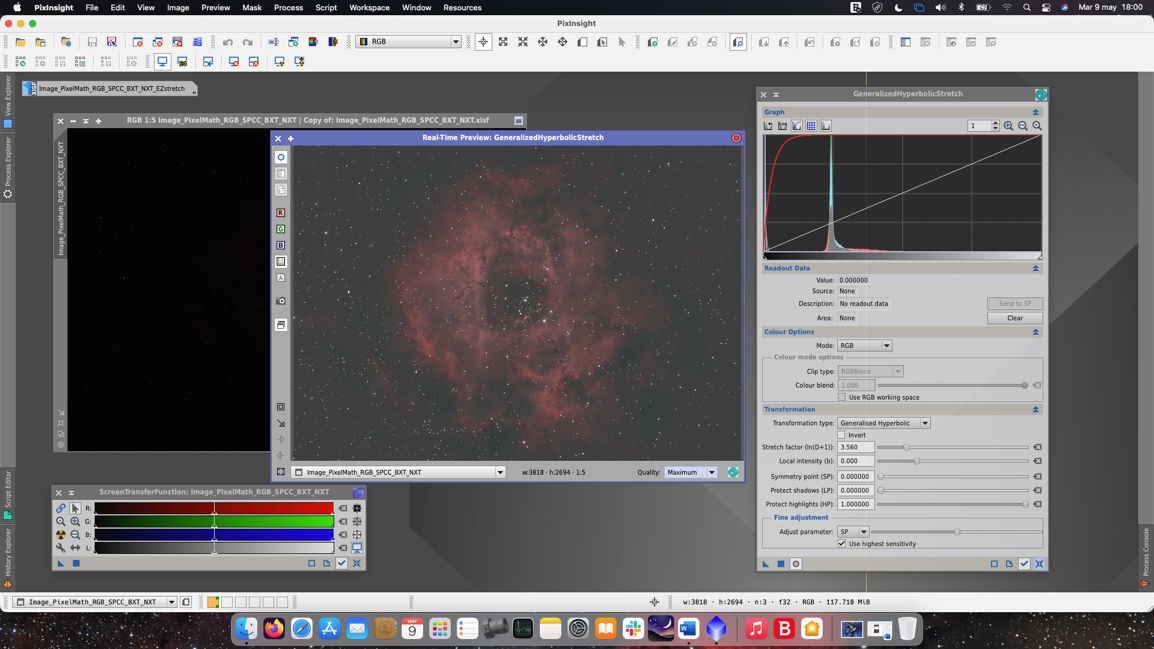 PixInsight File Edit View Image Preview Mask Process Script Workspace Window Resources Mar 9 may 18:00
PixInsight
RGB
View Explorer
Process Explorer
Script Editor
History Explorer
Process Console
Image_PixelMath_RGB_SPCC_BXT_NXT_EZstretch
RGB 1:5 Image_PixelMath_RGB_SPCC_BXT_NXT | Copy of: Image_PixelMath_RGB_SPCC_BXT_NXT.xisf
Image_PixelMath_RGB_SPCC_BXT_NXT
Real-Time Preview: GeneralizedHyperbolicStretch
R
G
B
A
Image_PixelMath_RGB_SPCC_BXT_NXT w:3818 · h:2694 · 1:5 Quality: Maximum
ScreenTransferFunction: Image_PixelMath_RGB_SPCC_BXT_NXT
R:
G:
B:
L:
GeneralizedHyperbolicStretch
Graph
1
Readout Data
Value: 0.000000
Source: None
Description: No readout data Send to SP
Area: None Clear
Colour Options
Mode: RGB
Colour mode options
Clip type: RGBBlend
Colour blend: 1.000
Use RGB working space
Transformation
Transformation type: Generalised Hyperbolic
Invert
Stretch factor (ln(D+1)): 3.560
Local intensity (b): 0.000
Symmetry point (SP): 0.000000
Protect shadows (LP): 0.000000
Protect highlights (HP): 1.000000
Fine adjustment
Adjust parameter: SP
Use highest sensitivity
Image_PixelMath_RGB_SPCC_BXT_NXT w:3818 · h:2694 · n:3 · f32 · RGB · 117.710 MiB
MAY
9